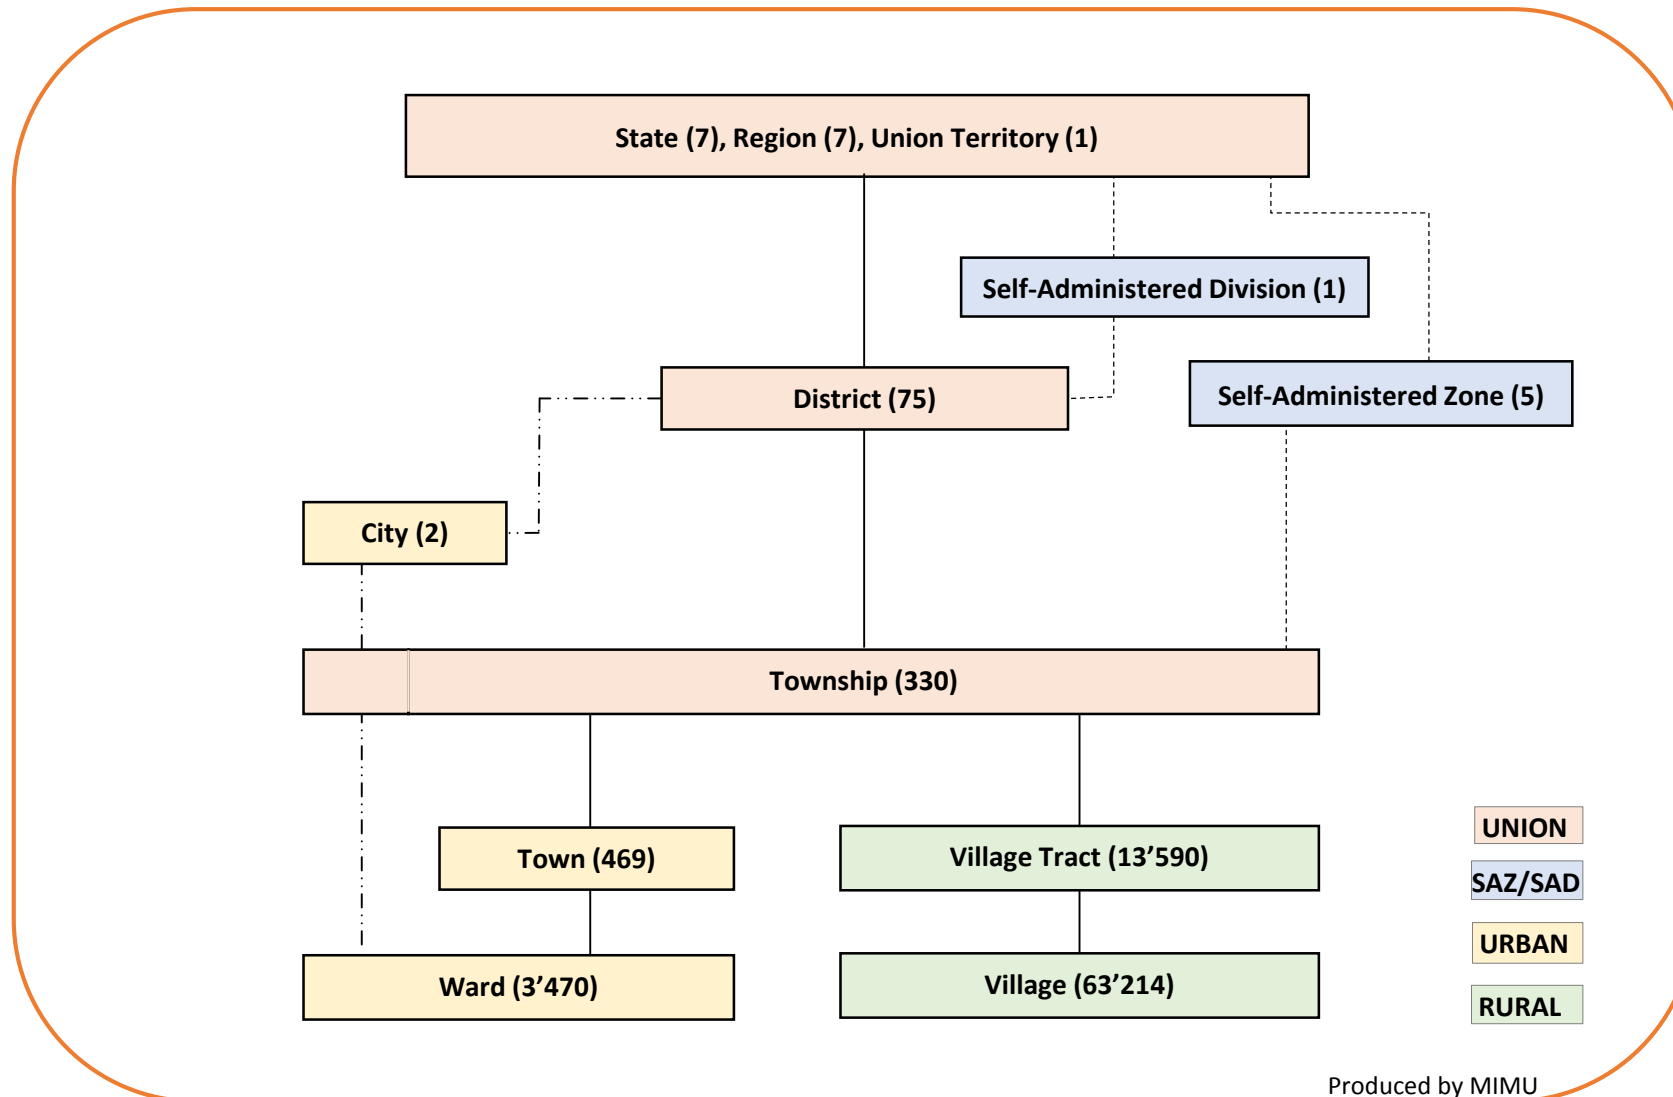 State (7), Region (7), Union Territory (1)
Self-Administered Division (1)
District (75)
Self-Administered Zone (5)
City (2)
Township (330)
Town (469)
Village Tract (13’590)
Ward (3’470)
Village (63’214)
UNION
SAZ/SAD
URBAN
RURAL
Produced by MIMU